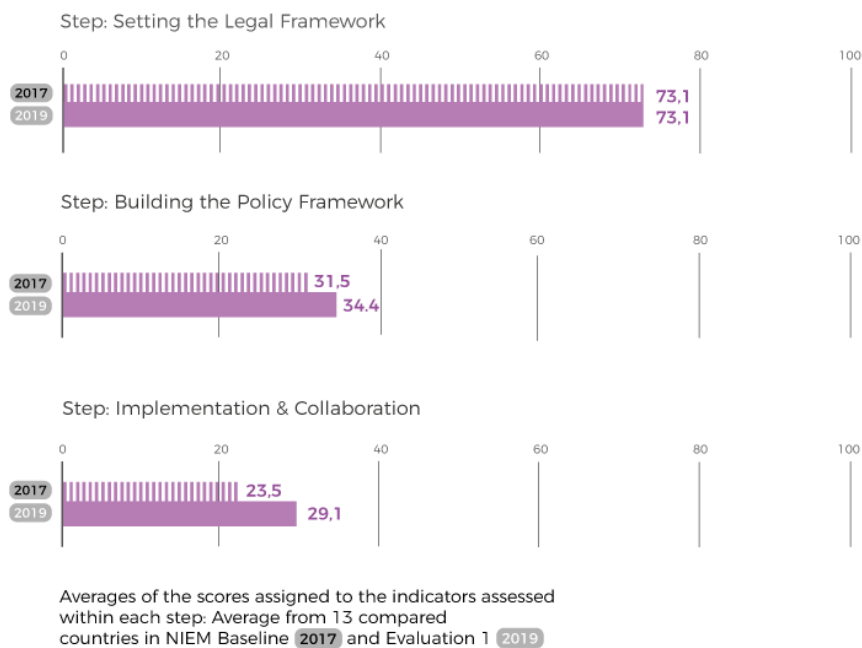 Step: Setting the Legal Framework
0 20 40 60 80 100
2017 73,1
2019 73,1
Step: Building the Policy Framework
0 20 40 60 80 100
2017 31,5
2019 34.4
Step: Implementation & Collaboration
0 20 40 60 80 100
2017 23,5
2019 29,1
Averages of the scores assigned to the indicators assessed
within each step: Average from 13 compared
countries in NIEM Baseline 2017 and Evaluation 1 2019